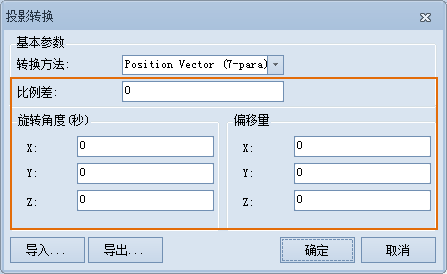 投影转换
基本参数
转换方法: Position Vector (7-para)
比例差: 0
旋转角度(秒) 偏移量
X: 0 X: 0
Y: 0 Y: 0
Z: 0 Z: 0
导入... 导出... 确定 取消